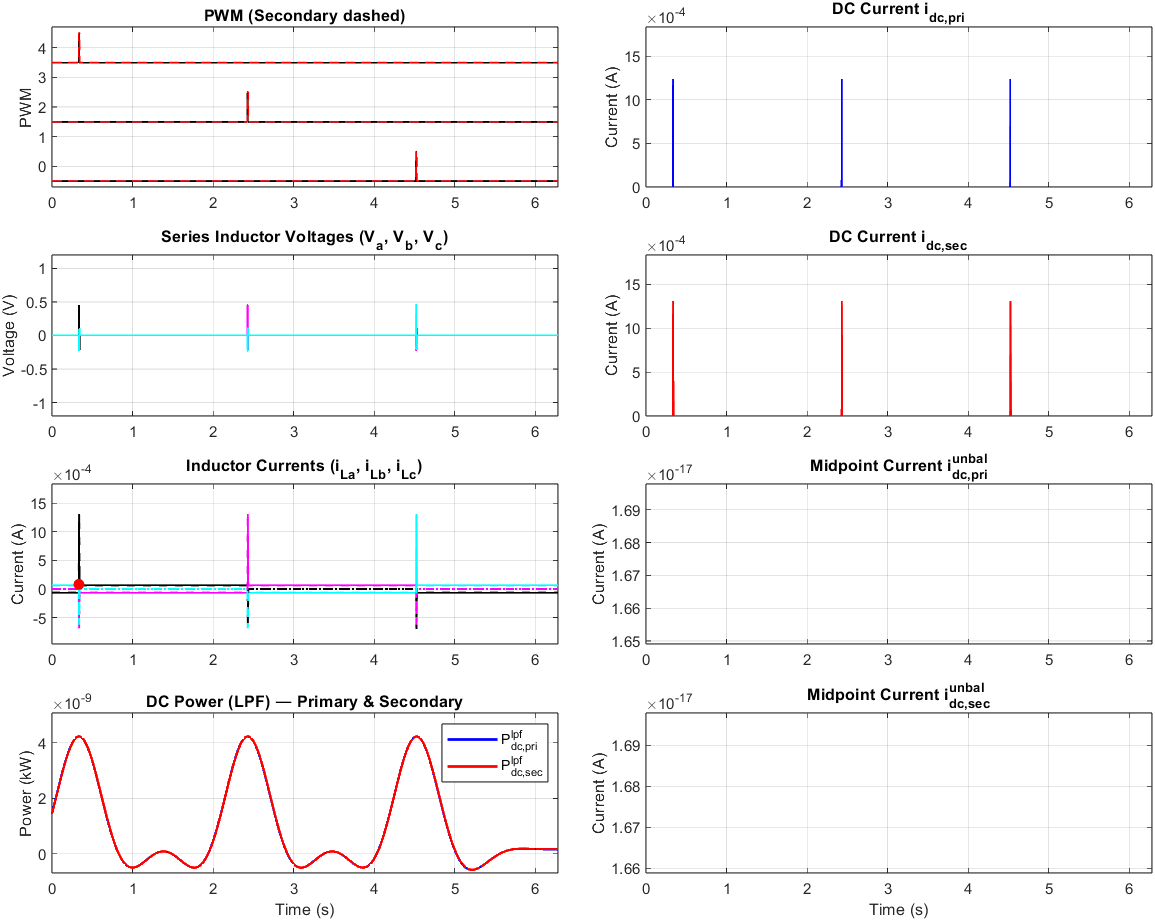 PWM (Secondary dashed)
PWM
4
3
2
1
0
0 1 2 3 4 5 6
DC Current i_dc,pri
×10^-4
Current (A)
15
10
5
0
0 1 2 3 4 5 6
Series Inductor Voltages (V_a, V_b, V_c)
Voltage (V)
1
0.5
0
-0.5
-1
0 1 2 3 4 5 6
DC Current i_dc,sec
×10^-4
Current (A)
15
10
5
0
0 1 2 3 4 5 6
Inductor Currents (i_La, i_Lb, i_Lc)
×10^-4
Current (A)
15
10
5
0
-5
0 1 2 3 4 5 6
Midpoint Current i_dc,pri^unbal
×10^-17
Current (A)
1.69
1.68
1.67
1.66
1.65
0 1 2 3 4 5 6
DC Power (LPF) — Primary & Secondary
×10^-9
Power (kW)
4
2
0
P_dc,pri^lpf
P_dc,sec^lpf
0 1 2 3 4 5 6
Time (s)
Midpoint Current i_dc,sec^unbal
×10^-17
Current (A)
1.69
1.68
1.67
1.66
0 1 2 3 4 5 6
Time (s)